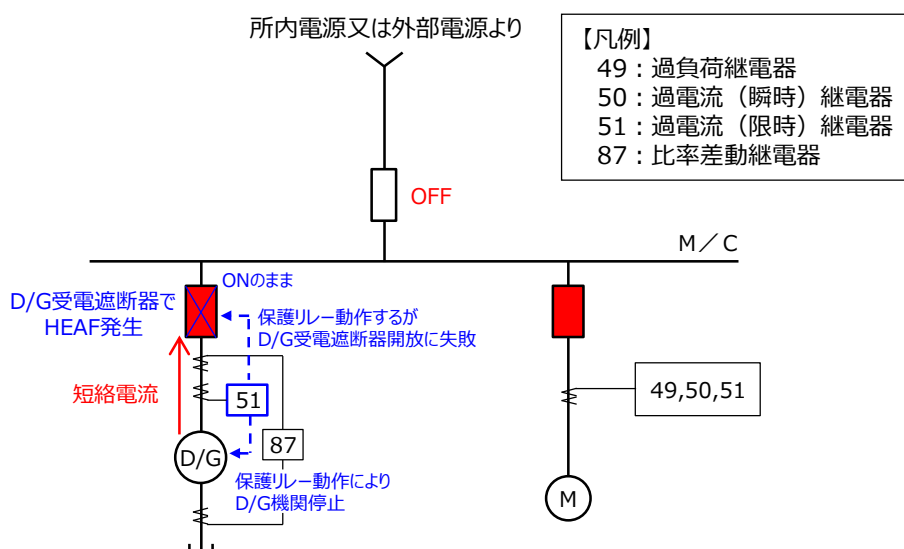 所内電源又は外部電源より
【凡例】
49：過負荷継電器
50：過電流（瞬時）継電器
51：過電流（限時）継電器
87：比率差動継電器
OFF
M／C
ONのまま
D/G受電遮断器で
HEAF発生
保護リレー動作するが
D/G受電遮断器開放に失敗
短絡電流
51
49,50,51
87
D/G
保護リレー動作により
D/G機関停止
M